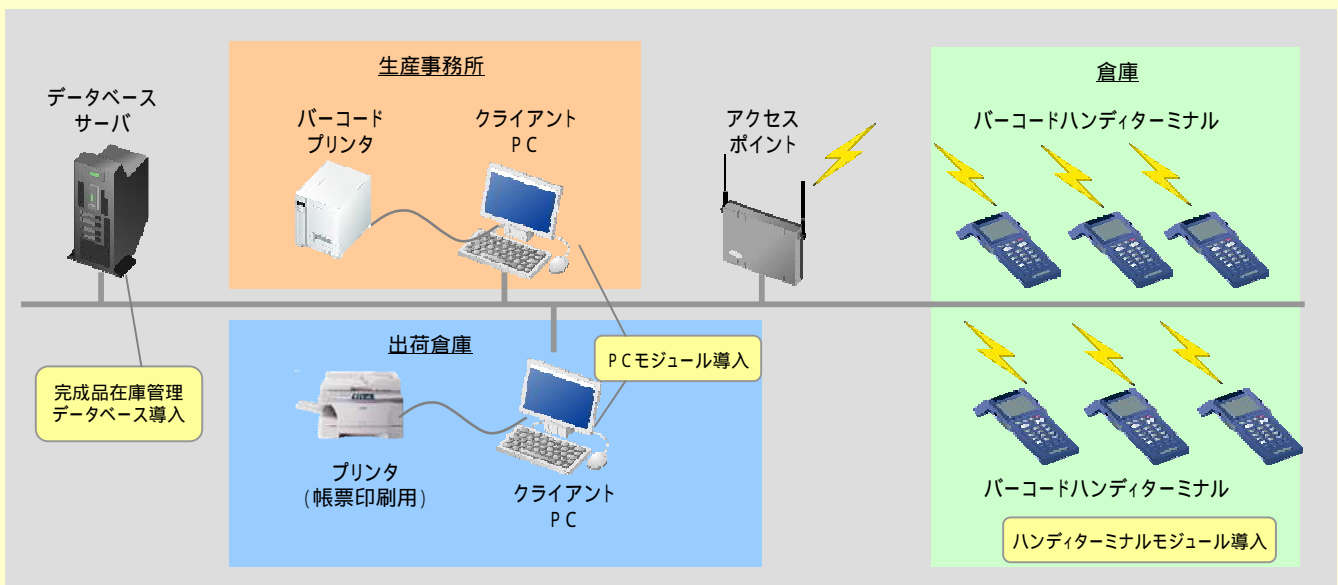 データベース
サーバ
生産事務所
バーコード
プリンタ
クライアント
PC
アクセス
ポイント
倉庫
バーコードハンディターミナル
完成品在庫管理
データベース導入
出荷倉庫
プリンタ
(帳票印刷用)
クライアント
PC
PCモジュール導入
バーコードハンディターミナル
ハンディターミナルモジュール導入